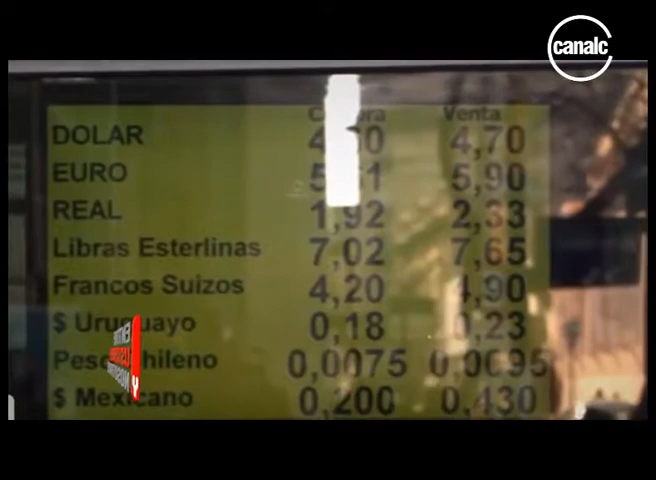 canalc
Venta
DOLAR 4,70
EURO 5,90
REAL 1,92 2,33
Libras Esterlinas 7,02 7,65
Francos Suizos 4,20 4,90
$ Uruguayo 0,18 0,23
Peso Chileno 0,0075 0,0095
$ Mexicano 0,200 0,430